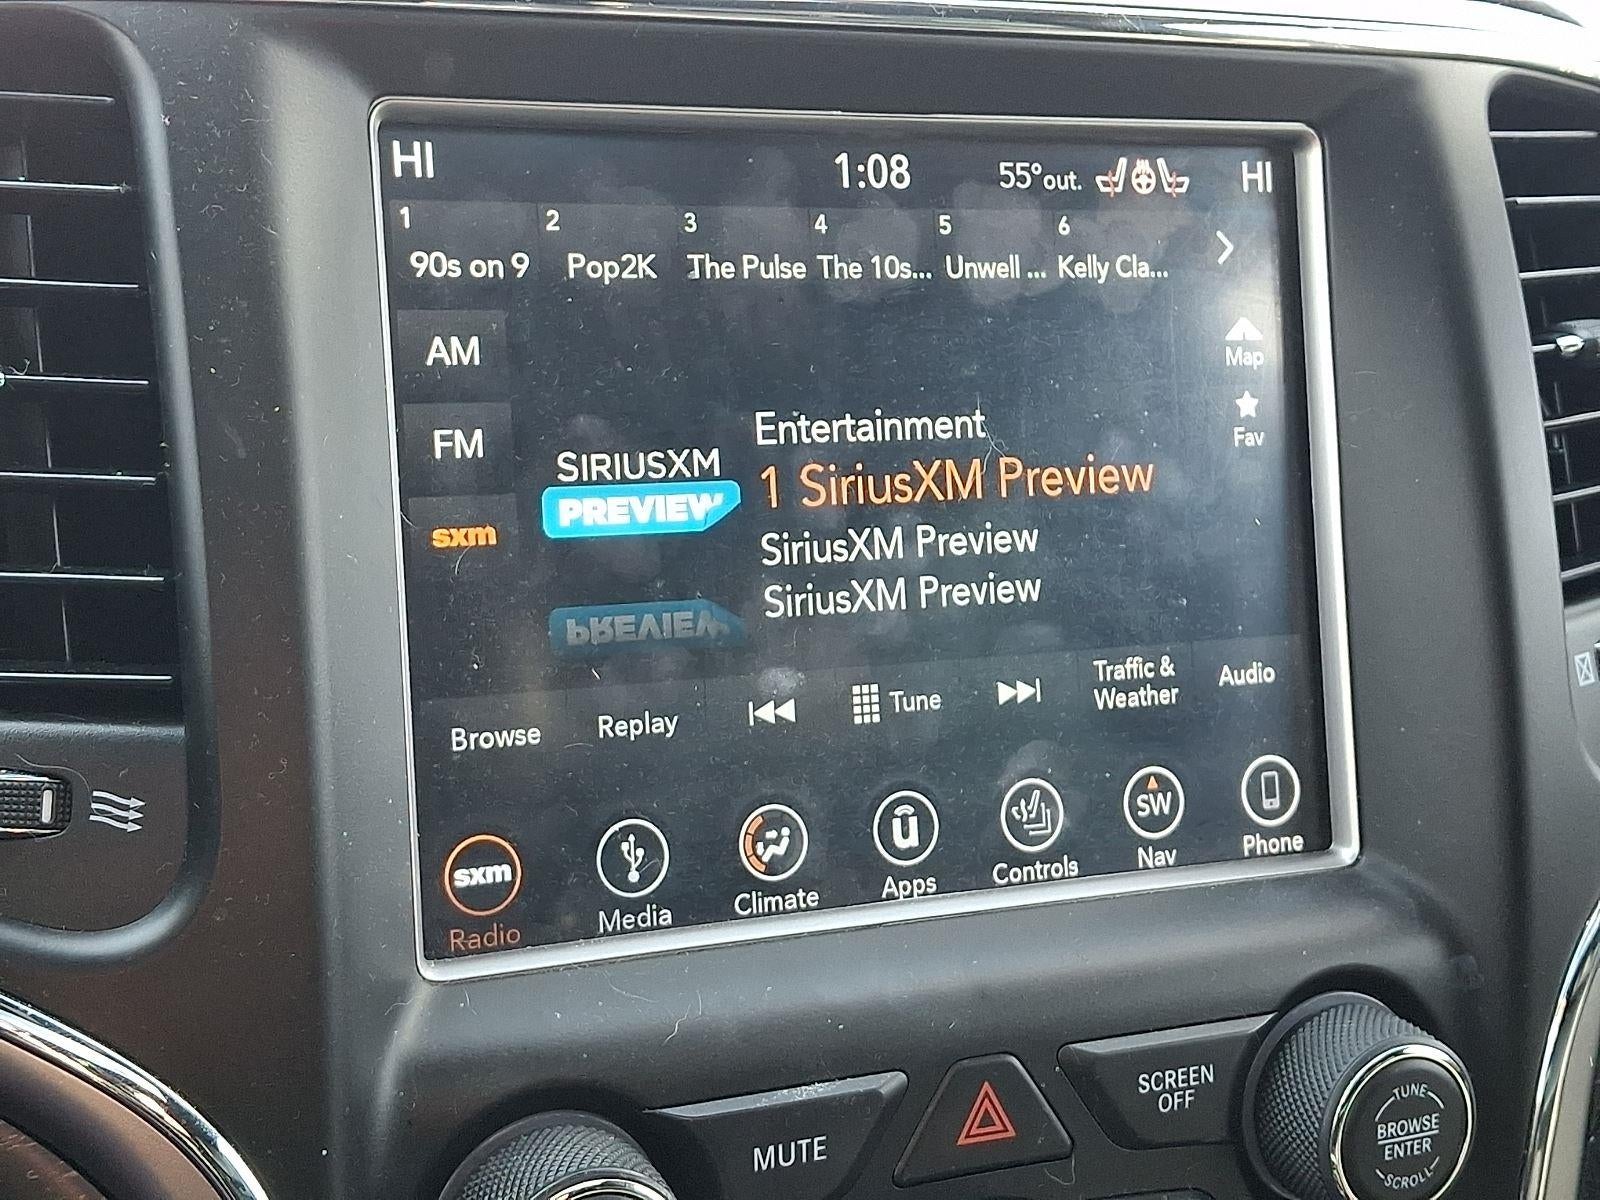 HI 1:08 55°out. HI
1 2 3 4 5 6
90s on 9 Pop2K The Pulse The 10s... Unwell ... Kelly Cla...
AM
Map
FM
Fav
sxm
SIRIUSXM
PREVIEW
Entertainment
1 SiriusXM Preview
SiriusXM Preview
SiriusXM Preview
PREVIEW
Browse Replay Tune Traffic & Weather Audio
sxm
Radio
Media
Climate
u
Apps
Controls
SW
Nav
Phone
MUTE
SCREEN
OFF
TUNE
BROWSE
ENTER
SCROLL